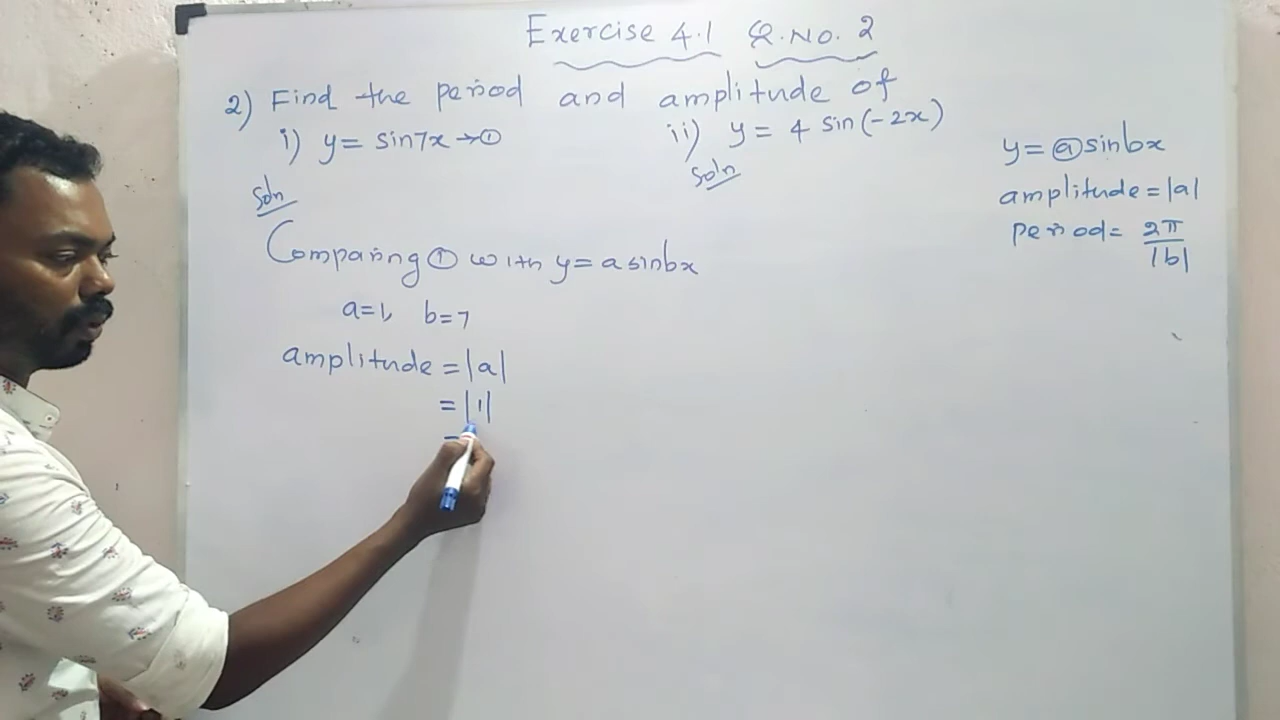 Exercise 4.1 Q.No. 2
2) Find the period and amplitude of
i) y= sin7x →①
ii) y= 4 sin(-2x)
Soln
Soln
Comparing ① with y= a sinbx
a=1, b=7
amplitude = |a|
= |1|
=
y= ⓐ sinbx
amplitude = |a|
period = 2π/|b|